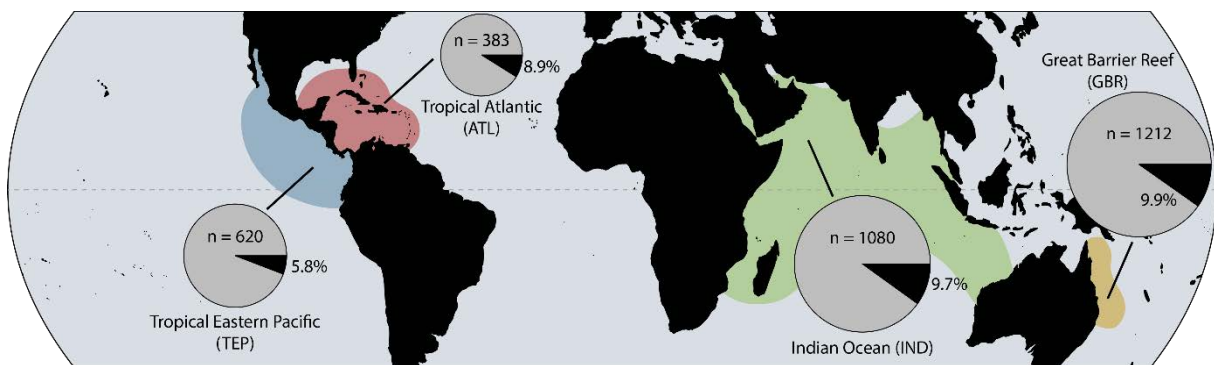 n = 383
8.9%
Tropical Atlantic
(ATL)
Great Barrier Reef
(GBR)
n = 1212
9.9%
n = 620
5.8%
Tropical Eastern Pacific
(TEP)
n = 1080
9.7%
Indian Ocean (IND)